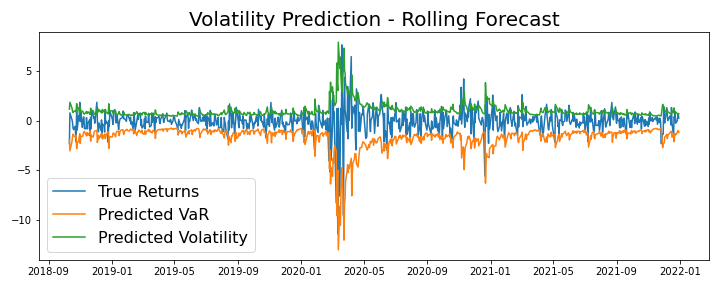 Volatility Prediction - Rolling Forecast
5
0
−5
−10
True Returns
Predicted VaR
Predicted Volatility
2018-09 2019-01 2019-05 2019-09 2020-01 2020-05 2020-09 2021-01 2021-05 2021-09 2022-01